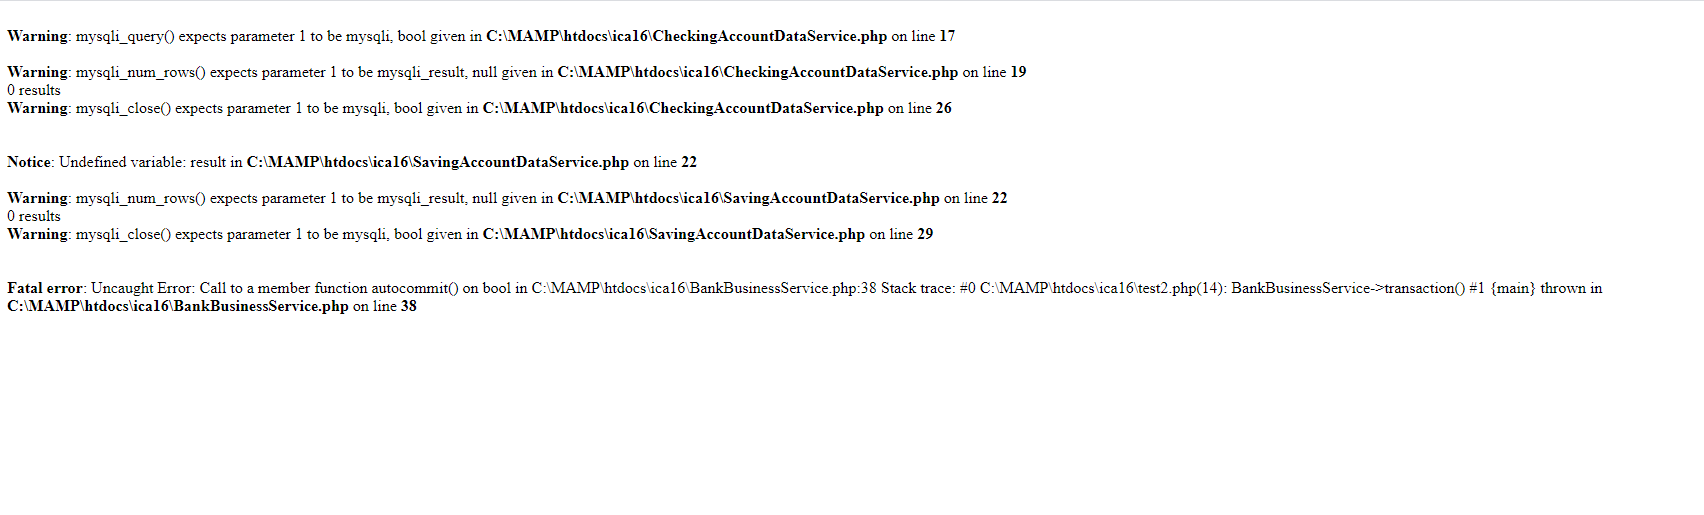 Warning: mysqli_query() expects parameter 1 to be mysqli, bool given in C:\MAMP\htdocs\ica16\CheckingAccountDataService.php on line 17
Warning: mysqli_num_rows() expects parameter 1 to be mysqli_result, null given in C:\MAMP\htdocs\ica16\CheckingAccountDataService.php on line 19
0 results
Warning: mysqli_close() expects parameter 1 to be mysqli, bool given in C:\MAMP\htdocs\ica16\CheckingAccountDataService.php on line 26
Notice: Undefined variable: result in C:\MAMP\htdocs\ica16\SavingAccountDataService.php on line 22
Warning: mysqli_num_rows() expects parameter 1 to be mysqli_result, null given in C:\MAMP\htdocs\ica16\SavingAccountDataService.php on line 22
0 results
Warning: mysqli_close() expects parameter 1 to be mysqli, bool given in C:\MAMP\htdocs\ica16\SavingAccountDataService.php on line 29
Fatal error: Uncaught Error: Call to a member function autocommit() on bool in C:\MAMP\htdocs\ica16\BankBusinessService.php:38 Stack trace: #0 C:\MAMP\htdocs\ica16\test2.php(14): BankBusinessService->transaction() #1 {main} thrown in
C:\MAMP\htdocs\ica16\BankBusinessService.php on line 38